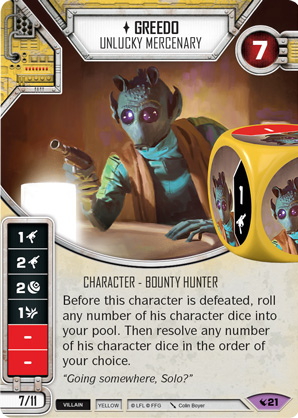 GREEDO
UNLUCKY MERCENARY
7
1
2
2
1
-
-
1
CHARACTER - BOUNTY HUNTER
Before this character is defeated, roll
any number of his character dice into
your pool. Then resolve any number
of his character dice in the order of
your choice.
“Going somewhere, Solo?”
7/11
VILLAIN
YELLOW
© LFL © FFG
Colin Boyer
21